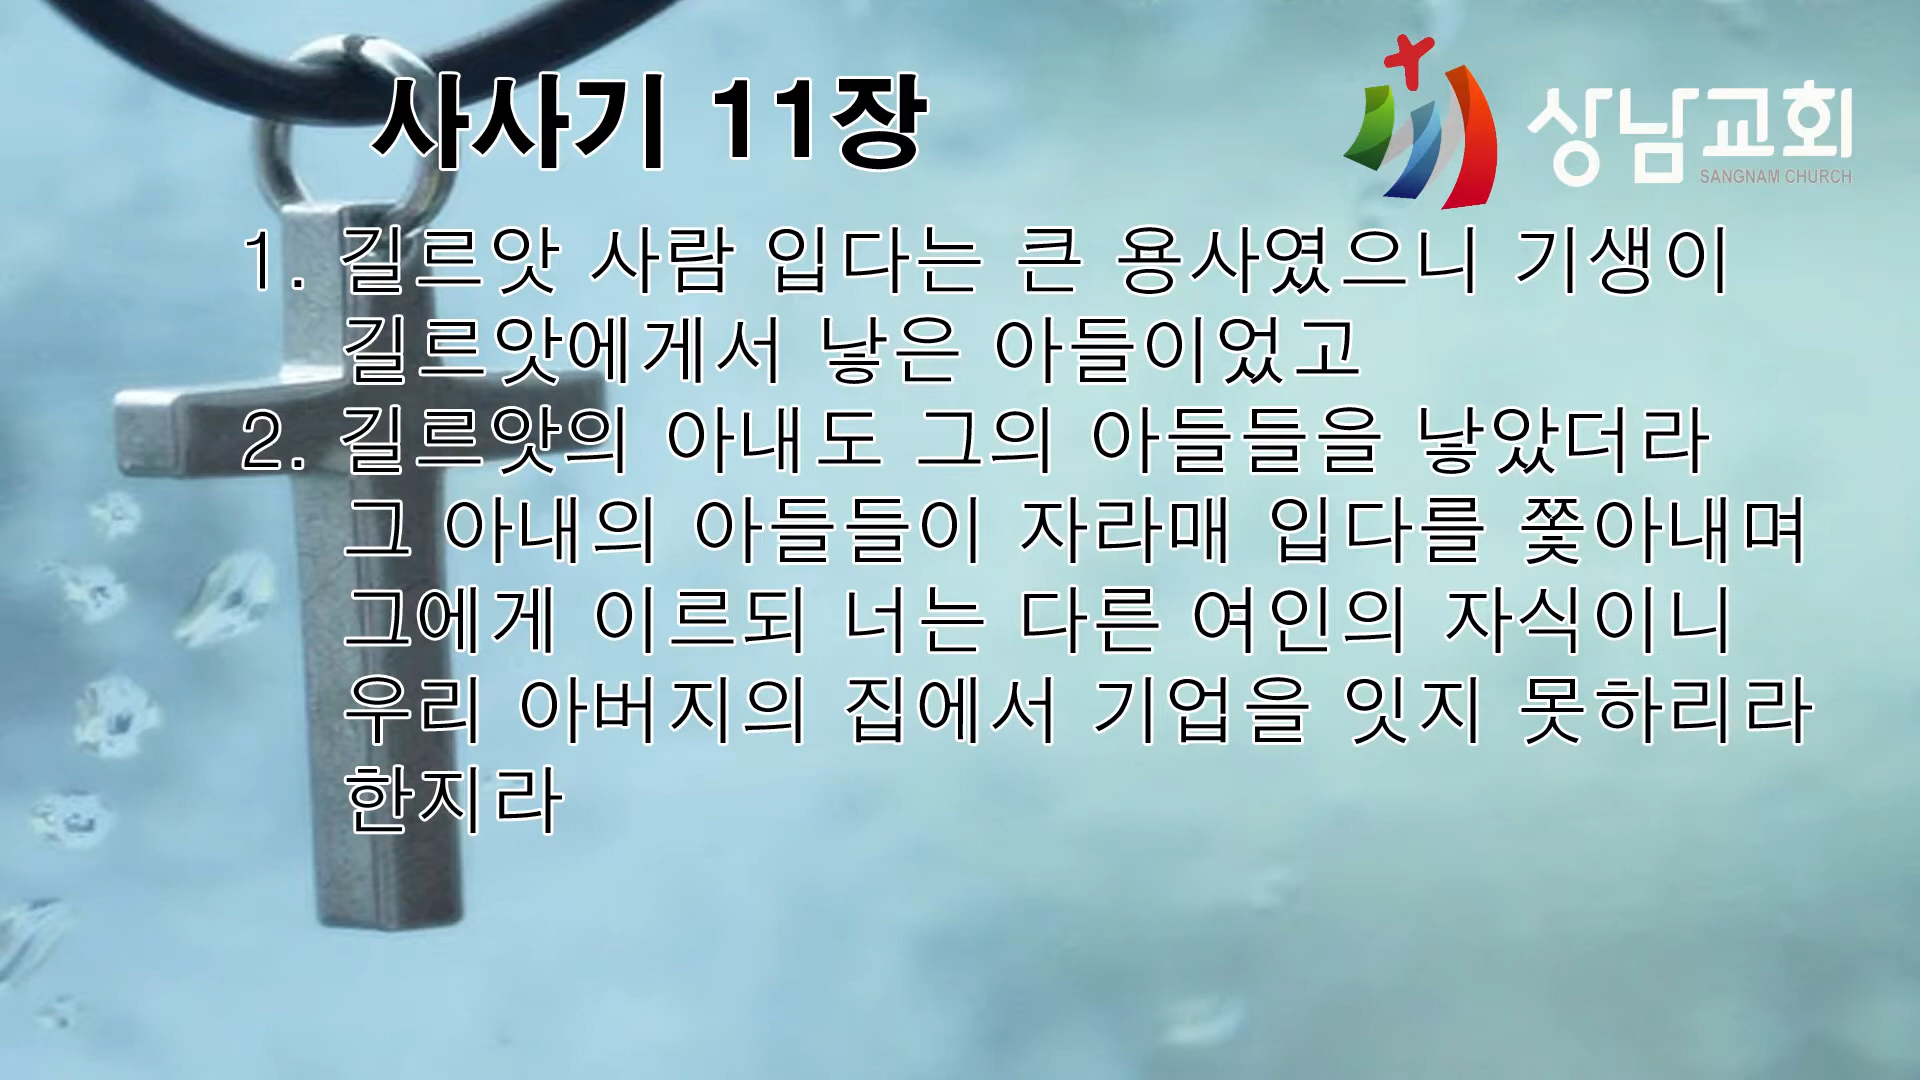 사사기 11장
상남교회
SANGNAM CHURCH
1. 길르앗 사람 입다는 큰 용사였으니 기생이
길르앗에게서 낳은 아들이었고
2. 길르앗의 아내도 그의 아들들을 낳았더라
그 아내의 아들들이 자라매 입다를 쫓아내며
그에게 이르되 너는 다른 여인의 자식이니
우리 아버지의 집에서 기업을 잇지 못하리라
한지라